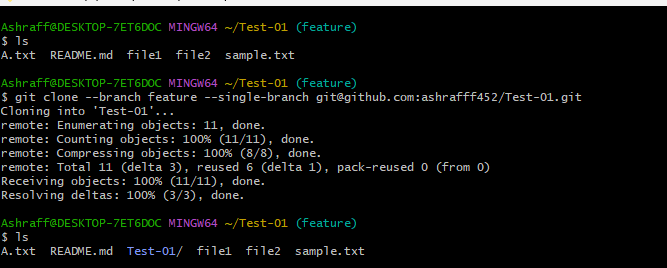 Ashraff@DESKTOP-7ET6DOC MINGW64 ~/Test-01 (feature)
$ ls
A.txt  README.md  file1  file2  sample.txt
Ashraff@DESKTOP-7ET6DOC MINGW64 ~/Test-01 (feature)
$ git clone --branch feature --single-branch git@github.com:ashrafff452/Test-01.git
Cloning into 'Test-01'...
remote: Enumerating objects: 11, done.
remote: Counting objects: 100% (11/11), done.
remote: Compressing objects: 100% (8/8), done.
remote: Total 11 (delta 3), reused 6 (delta 1), pack-reused 0 (from 0)
Receiving objects: 100% (11/11), done.
Resolving deltas: 100% (3/3), done.
Ashraff@DESKTOP-7ET6DOC MINGW64 ~/Test-01 (feature)
$ ls
A.txt  README.md  Test-01/  file1  file2  sample.txt